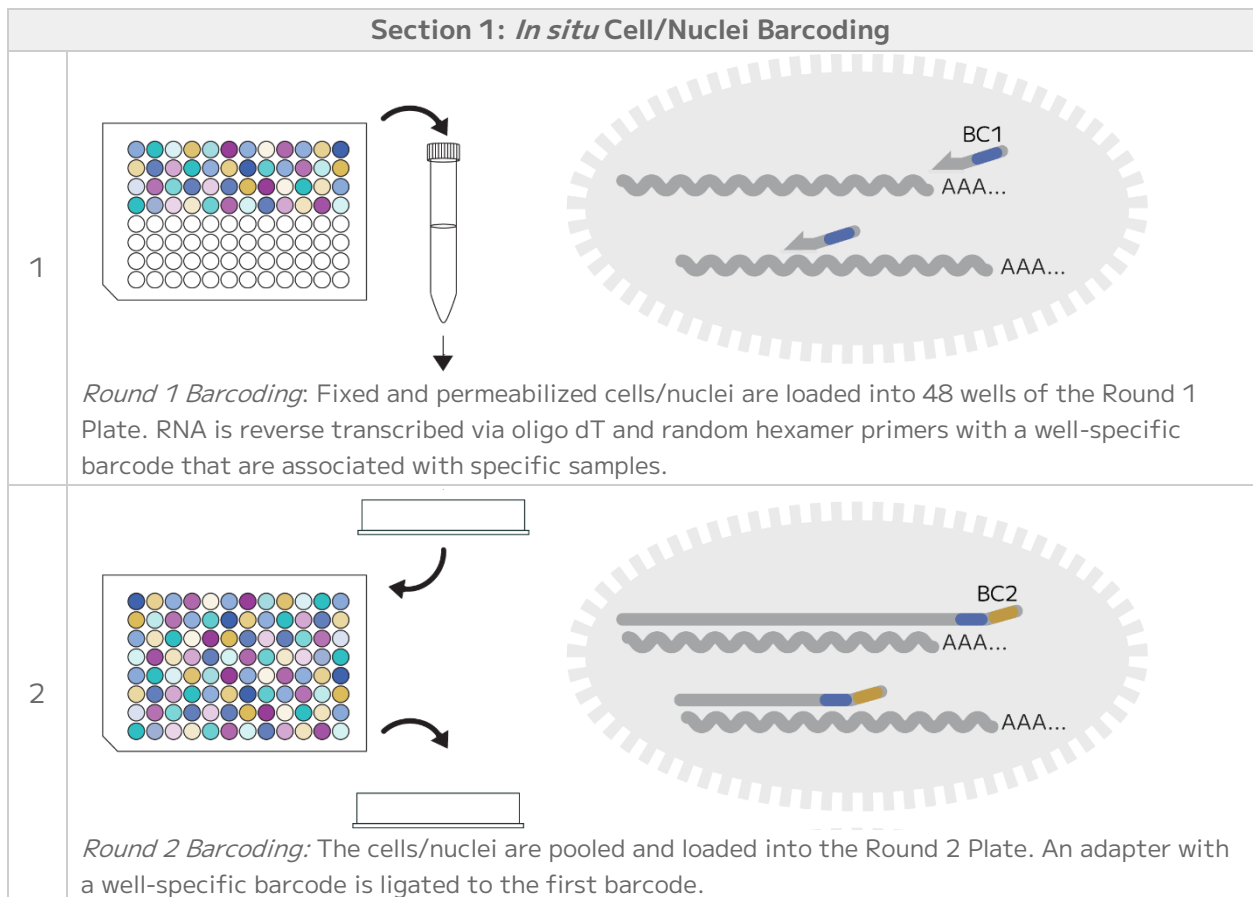 Section 1: In situ Cell/Nuclei Barcoding
1
BC1
AAA...
AAA...
Round 1 Barcoding: Fixed and permeabilized cells/nuclei are loaded into 48 wells of the Round 1
Plate. RNA is reverse transcribed via oligo dT and random hexamer primers with a well-specific
barcode that are associated with specific samples.
2
BC2
AAA...
AAA...
Round 2 Barcoding: The cells/nuclei are pooled and loaded into the Round 2 Plate. An adapter with
a well-specific barcode is ligated to the first barcode.